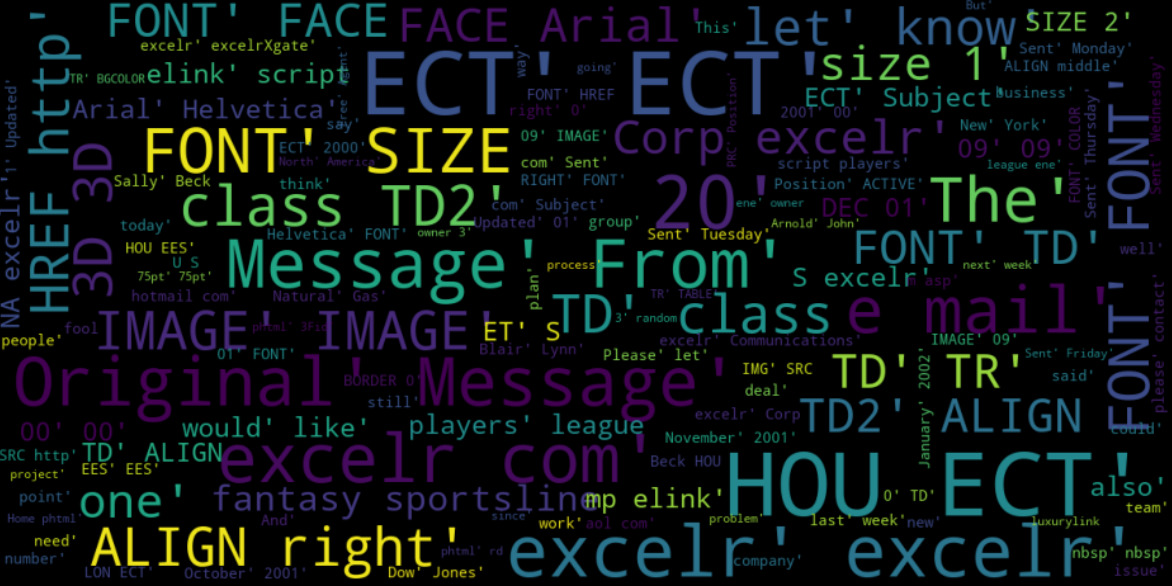 FONT' FACE
FACE Arial'
This'
let' know
But'
SIZE 2'
excelr' excelrXgate'
Sent' Monday'
ALIGN middle'
TR' BGCOLOR
elink' script
ECT' ECT'
way'
going'
size 1'
HREF http'
Arial' Helvetica'
FONT' HREF
right' 0'
ECT' Subject'
business'
2001' 00'
say'
FONT' SIZE
ECT' 2000'
North' America'
09' IMAGE'
com' Sent'
Corp excelr'
PRC' Position'
New' York'
09' 09'
script players'
league ene'
FONT' COLOR
Sent' Thursday'
FONT' FONT'
Sent' Wednesday'
1' Updated'
NA excelr'
3D 3D
Sally' Beck
think'
RIGHT' FONT'
Position' ACTIVE'
class TD2'
com' Subject'
20'
ene' owner
DEC 01'
The'
today'
Updated' 01'
group'
Arnold' John'
Helvetica' FONT'
owner 3'
Sent' Tuesday'
HOU EES'
U S
75pt' 75pt'
Message'
From'
process'
plan'
S excelr'
m asp
FONT' TD'
next' week'
well'
hotmail com'
Natural' Gas'
TR' TABLE'
TD'
3' random
class
e mail'
please' contact'
people'
fool
IMAGE' IMAGE'
phtml' 3Fid
ET' S
Blair' Lynn'
excelr' Communications'
IMAGE' 09'
01' FONT'
Please' let'
Sent' Friday'
Original' Message'
BORDER 0'
IMG' SRC
TD' TR'
said'
deal'
still'
January' 2002'
00' 00'
would' like'
players' league
excelr' Corp
TD2' ALIGN
could'
November' 2001'
SRC http'
TD' ALIGN
excelr com'
Beck HOU
project'
EES' EES'
HOU ECT'
0' TD'
also'
point'
one'
fantasy sportsline
mp elink'
team'
Home phtml'
And'
since'
work'
aol com'
problem'
last' week'
new'
luxurylink
need'
number'
ALIGN right'
phtml' rd
excelr' excelr'
company'
nbsp' nbsp'
LON ECT'
October' 2001'
Dow' Jones'
issue'